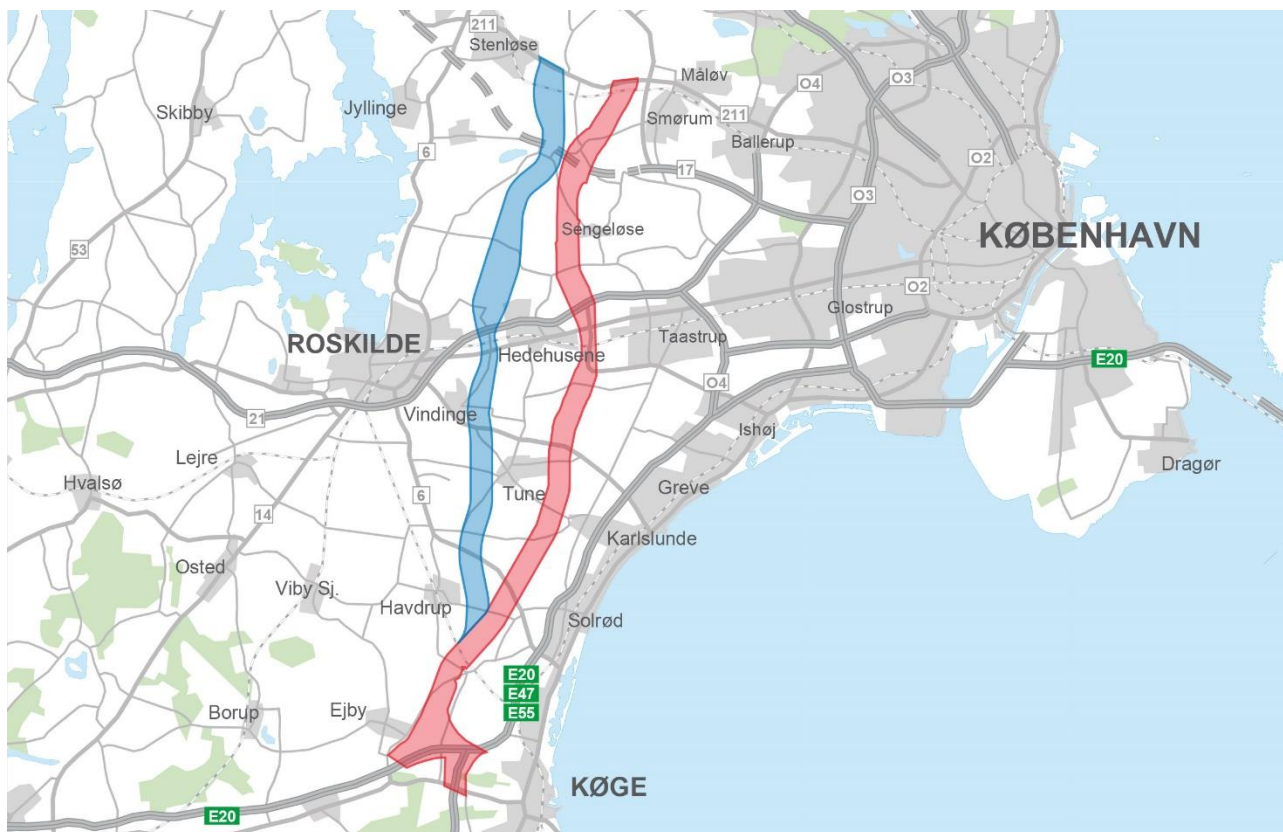 211
Stenløse
Måløv
O4
O3
Skibby
Jyllinge
Smørum
211
Ballerup
O2
6
17
Sengeløse
O3
KØBENHAVN
53
ROSKILDE
Hedehusene
Taastrup
Glostrup
O2
E20
O4
21
Vindinge
Ishøj
Lejre
Dragør
Hvalsø
6
Tune
Greve
14
Karlslunde
Osted
Viby Sj.
Havdrup
Solrød
E20
E47
E55
Borup
Ejby
KØGE
E20